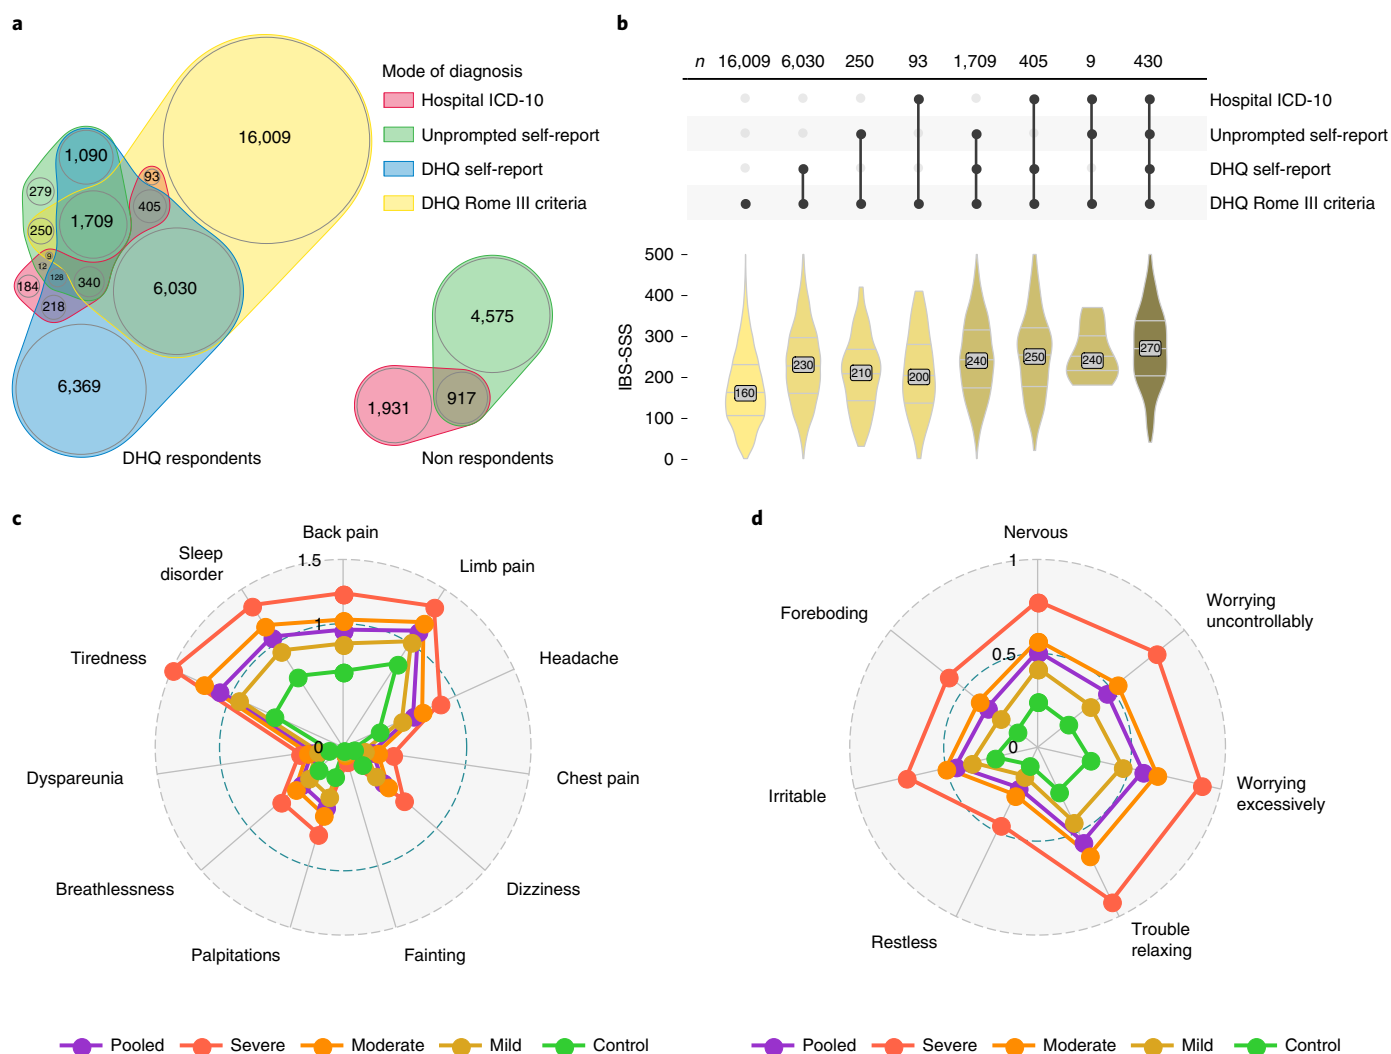 a
Mode of diagnosis
Hospital ICD-10
Unprompted self-report
DHQ self-report
DHQ Rome III criteria
16,009
1,090
93
279
405
1,709
250
9
12
128
184
340
6,030
218
6,369
4,575
1,931
917
DHQ respondents
Non respondents
b
n 16,009 6,030 250 93 1,709 405 9 430
Hospital ICD-10
Unprompted self-report
DHQ self-report
DHQ Rome III criteria
IBS-SSS
500
400
300
200
100
0
160
230
210
200
240
250
240
270
c
Back pain
Limb pain
Headache
Chest pain
Dizziness
Fainting
Palpitations
Breathlessness
Dyspareunia
Tiredness
Sleep
disorder
1.5
1
0
Pooled Severe Moderate Mild Control
d
Nervous
Worrying
uncontrollably
Worrying
excessively
Trouble
relaxing
Restless
Irritable
Foreboding
1
0.5
0
Pooled Severe Moderate Mild Control